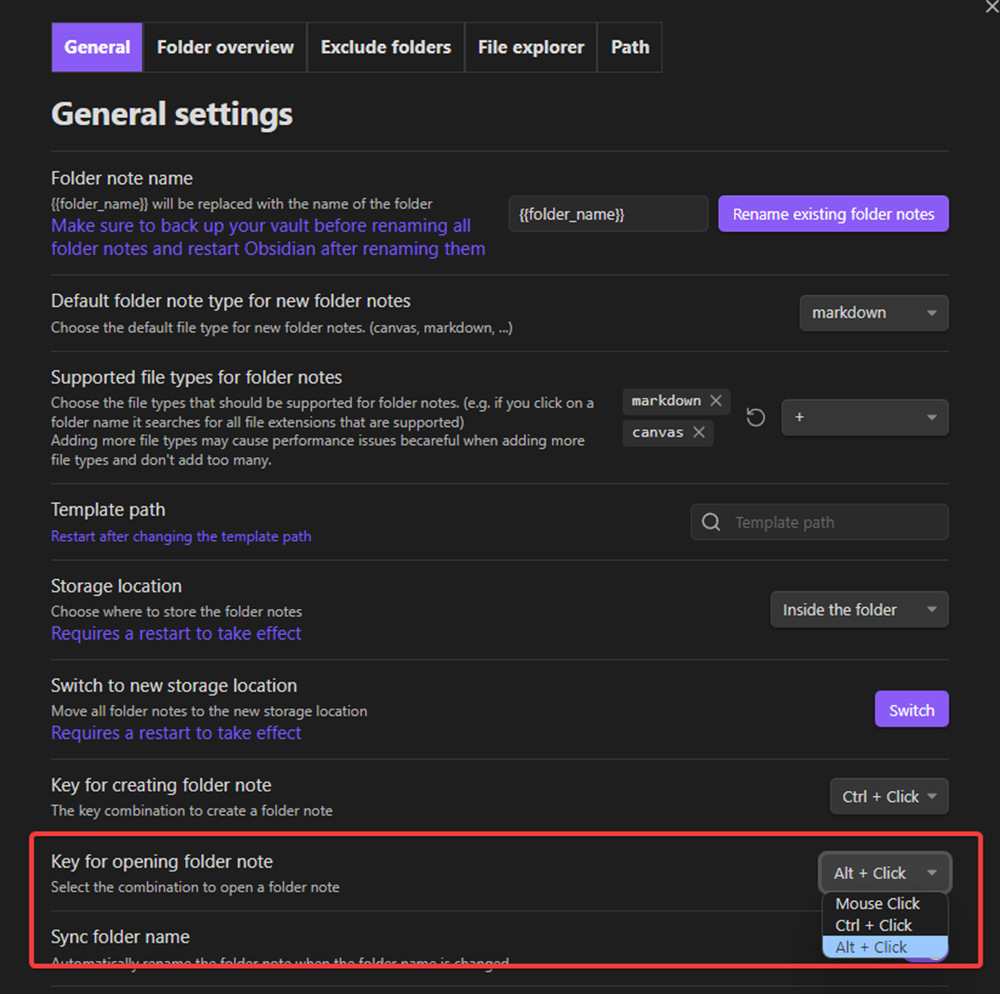 General Folder overview Exclude folders File explorer Path
General settings
Folder note name
{{folder_name}} will be replaced with the name of the folder
Make sure to back up your vault before renaming all
folder notes and restart Obsidian after renaming them
{{folder_name}} Rename existing folder notes
Default folder note type for new folder notes
Choose the default file type for new folder notes. (canvas, markdown, ...)
markdown
Supported file types for folder notes
Choose the file types that should be supported for folder notes. (e.g. if you click on a
folder name it searches for all file extensions that are supported)
Adding more file types may cause performance issues becareful when adding more
file types and don't add too many.
markdown
canvas
+
Template path
Restart after changing the template path
Template path
Storage location
Choose where to store the folder notes
Requires a restart to take effect
Inside the folder
Switch to new storage location
Move all folder notes to the new storage location
Requires a restart to take effect
Switch
Key for creating folder note
The key combination to create a folder note
Ctrl + Click
Key for opening folder note
Select the combination to open a folder note
Alt + Click
Mouse Click
Ctrl + Click
Alt + Click
Sync folder name
Automatically rename the folder note when the folder name is changed